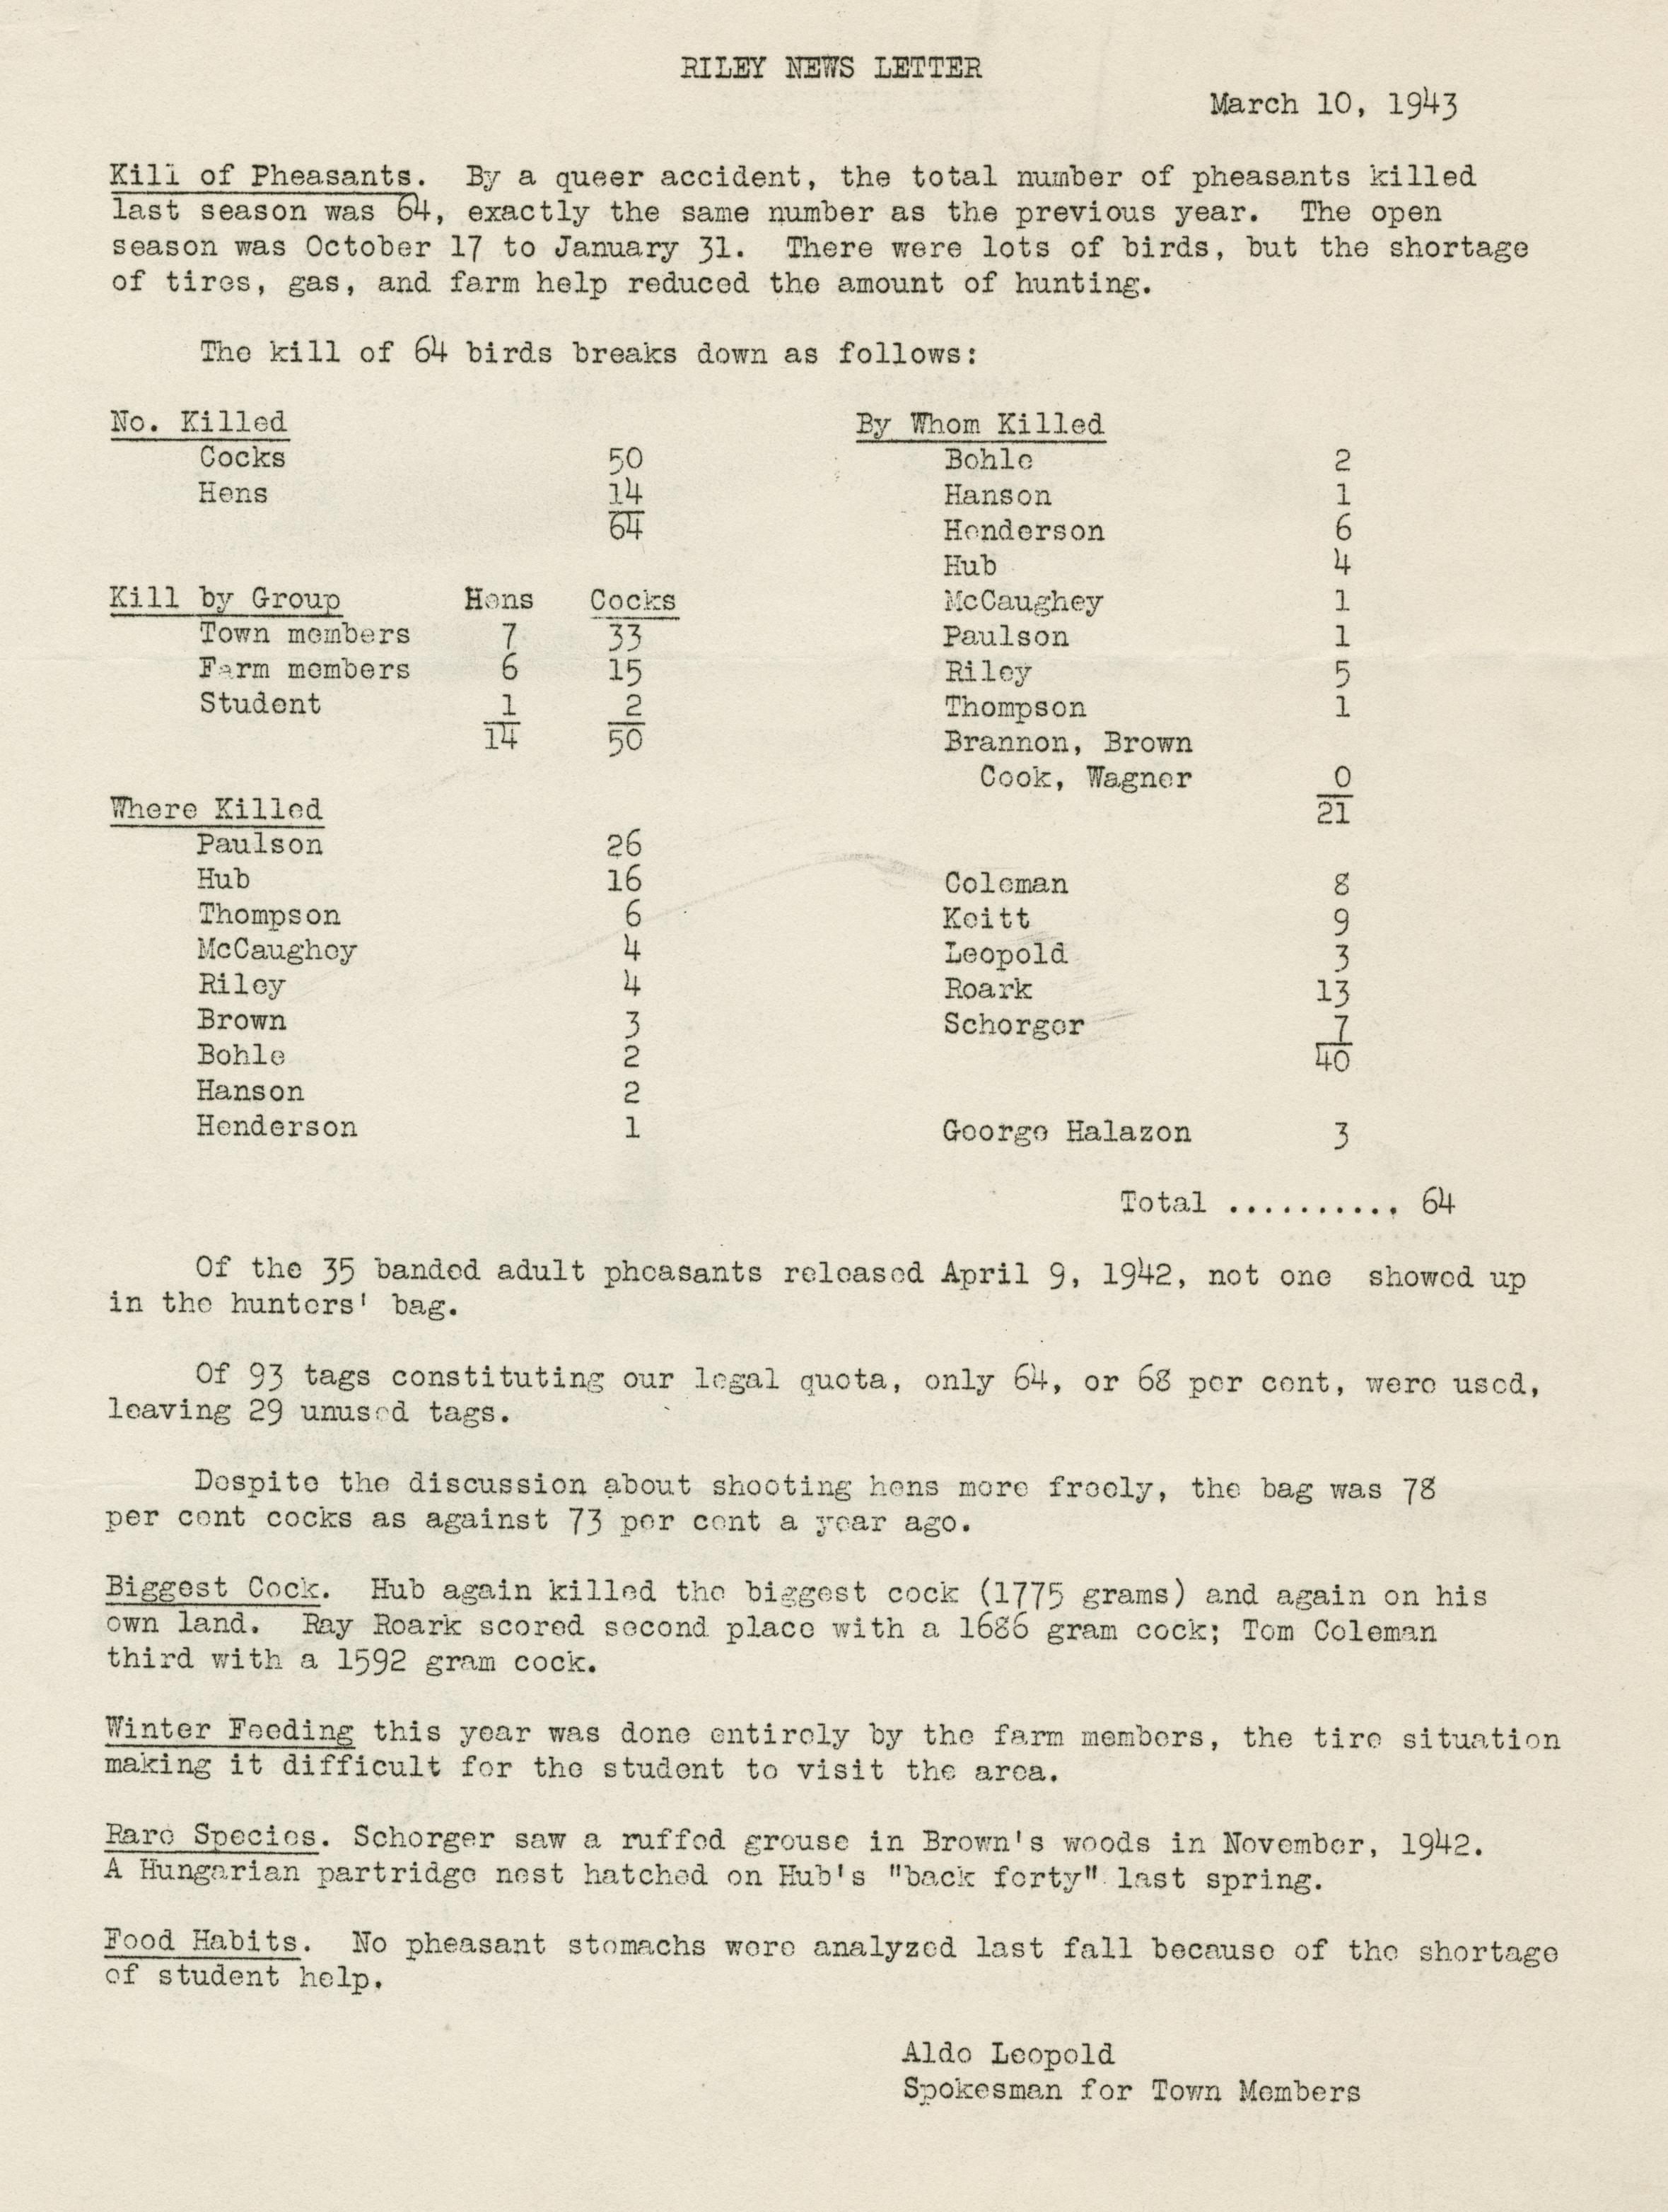 RILEY NEWS LETTER
March 10, 1943
Kill of Pheasants. By a queer accident, the total number of pheasants killed
last season was 64, exactly the same number as the previous year. The open
season was October 17 to January 31. There were lots of birds, but the shortage
of tires, gas, and farm help reduced the amount of hunting.
The kill of 64 birds breaks down as follows:
No. Killed
Cocks 50
Hens 14
64
Kill by Group Hens Cocks
Town members 7 33
Farm members 6 15
Student 1 2
14 50
Where Killed
Paulson 26
Hub 16
Thompson 6
McCaughey 4
Riley 4
Brown 3
Bohle 2
Hanson 2
Henderson 1
By Whom Killed
Bohle 2
Hanson 1
Henderson 6
Hub 4
McCaughey 1
Paulson 1
Riley 5
Thompson 1
Brannon, Brown
Cook, Wagner 0
21
Coleman 8
Keitt 9
Leopold 3
Roark 13
Schorger 7
40
George Halazon 3
Total .......... 64
Of the 35 banded adult pheasants released April 9, 1942, not one showed up
in the hunters' bag.
Of 93 tags constituting our legal quota, only 64, or 68 per cent, were used,
leaving 29 unused tags.
Despite the discussion about shooting hens more freely, the bag was 78
per cent cocks as against 73 per cent a year ago.
Biggest Cock. Hub again killed the biggest cock (1775 grams) and again on his
own land. Ray Roark scored second place with a 1686 gram cock; Tom Coleman
third with a 1592 gram cock.
Winter Feeding this year was done entirely by the farm members, the tire situation
making it difficult for the student to visit the area.
Rare Species. Schorger saw a ruffed grouse in Brown's woods in November, 1942.
A Hungarian partridge nest hatched on Hub's "back forty" last spring.
Food Habits. No pheasant stomachs were analyzed last fall because of the shortage
of student help.
Aldo Leopold
Spokesman for Town Members